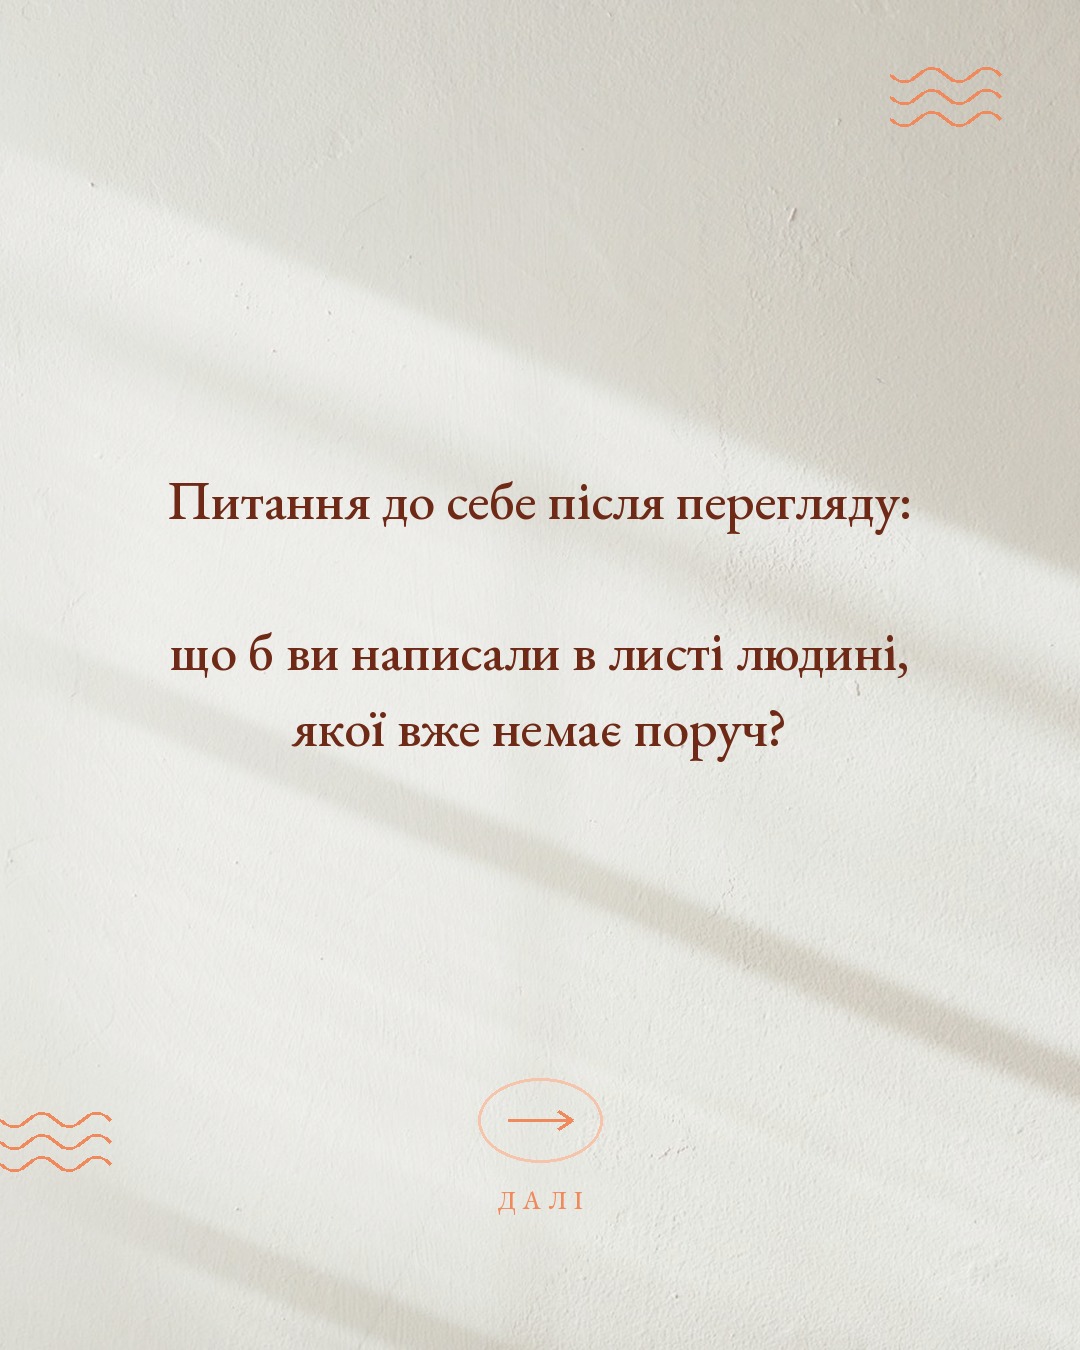 Питання до себе після перегляду:
що б ви написали в листі людині,
якої вже немає поруч?
ДАЛІ